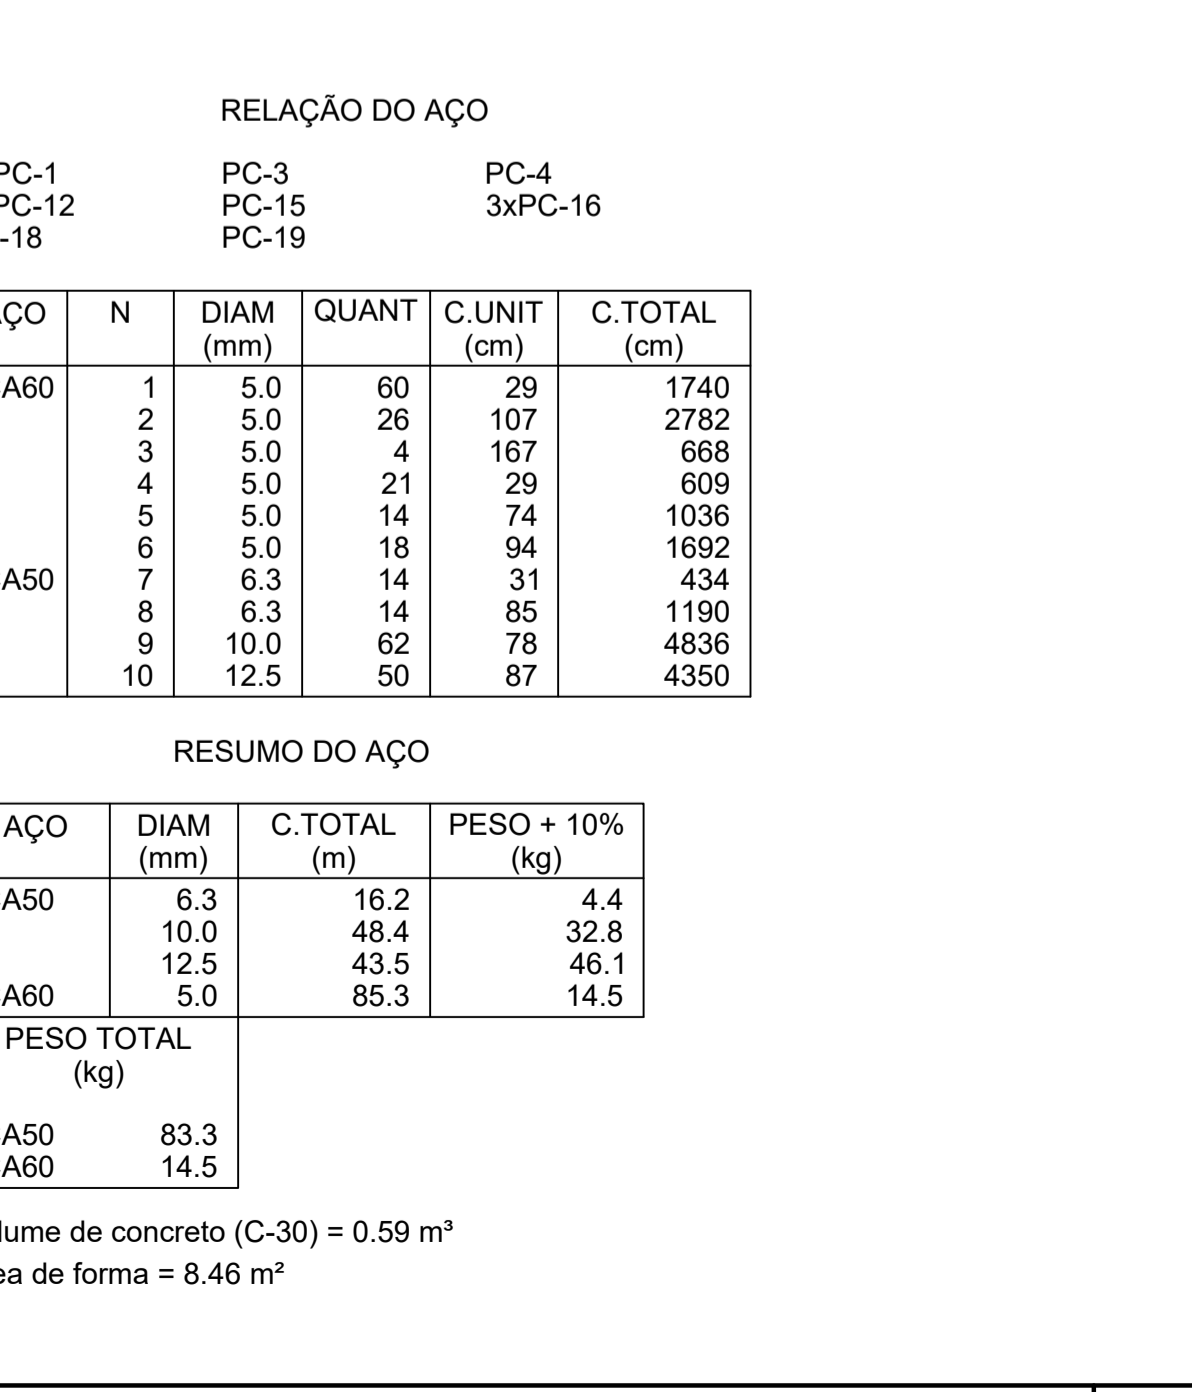 RELAÇÃO DO AÇO
PC-1 PC-3 PC-4
PC-12 PC-15 3xPC-16
-18 PC-19
AÇO N DIAM QUANT C.UNIT C.TOTAL
(mm) (cm) (cm)
A60 1 5.0 60 29 1740
2 5.0 26 107 2782
3 5.0 4 167 668
4 5.0 21 29 609
5 5.0 14 74 1036
6 5.0 18 94 1692
A50 7 6.3 14 31 434
8 6.3 14 85 1190
9 10.0 62 78 4836
10 12.5 50 87 4350
RESUMO DO AÇO
AÇO DIAM C.TOTAL PESO + 10%
(mm) (m) (kg)
A50 6.3 16.2 4.4
10.0 48.4 32.8
12.5 43.5 46.1
A60 5.0 85.3 14.5
PESO TOTAL
(kg)
A50 83.3
A60 14.5
lume de concreto (C-30) = 0.59 m³
ea de forma = 8.46 m²